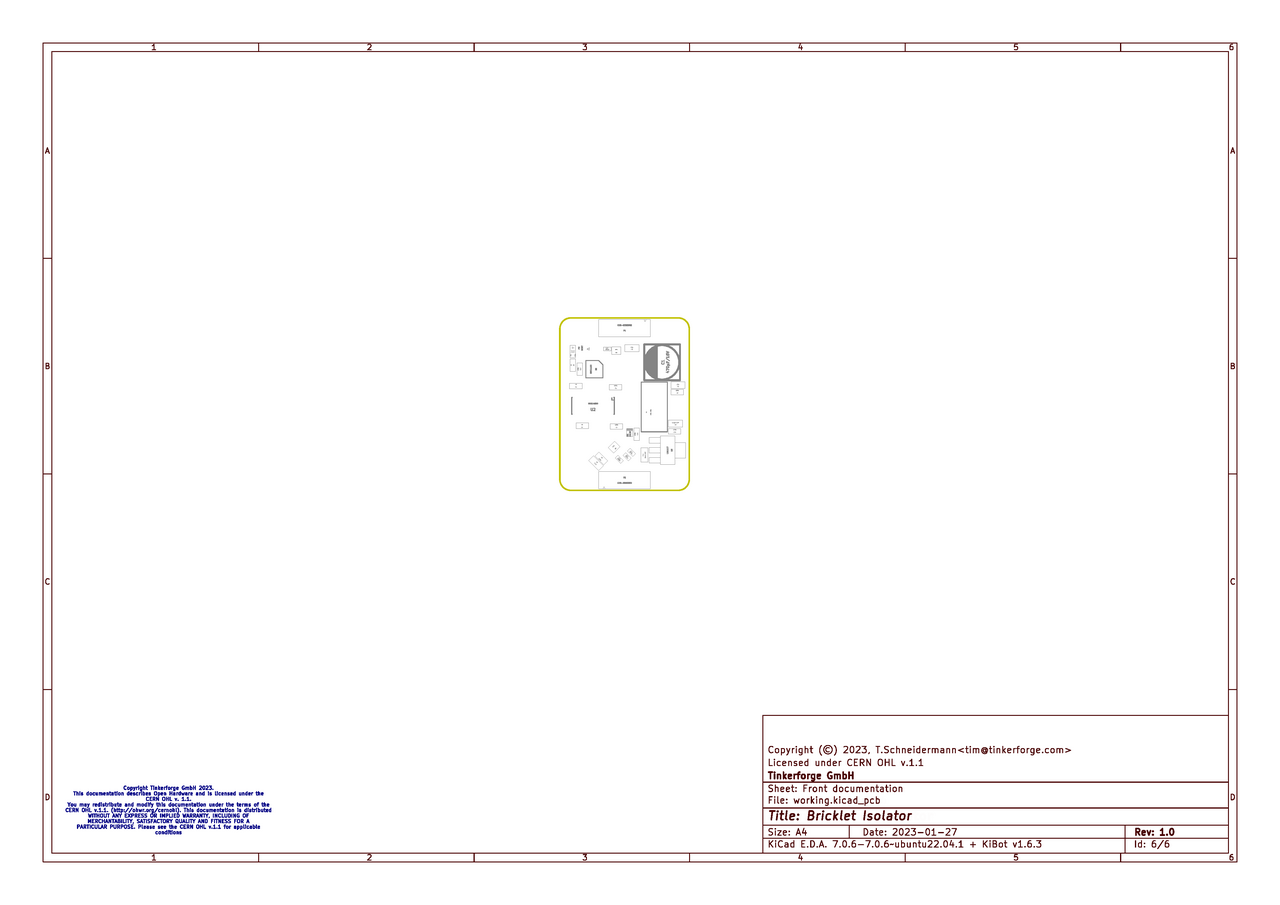 1 2 3 4 5 6
A A
B B
C C
D D
Copyright (©) 2023, T.Schneidermann<tim@tinkerforge.com>
Licensed under CERN OHL v.1.1
Tinkerforge GmbH
Sheet: Front documentation
File: working.kicad_pcb
Title: Bricklet Isolator
Size: A4 Date: 2023-01-27 Rev: 1.0
KiCad E.D.A. 7.0.6-7.0.6~ubuntu22.04.1 + KiBot v1.6.3 Id: 6/6
Copyright Tinkerforge GmbH 2023.
This documentation describes Open Hardware and is licensed under the
CERN OHL v. 1.1.
You may redistribute and modify this documentation under the terms of the
CERN OHL v.1.1. (http://ohwr.org/cernohl). This documentation is distributed
WITHOUT ANY EXPRESS OR IMPLIED WARRANTY, INCLUDING OF
MERCHANTABILITY, SATISFACTORY QUALITY AND FITNESS FOR A
PARTICULAR PURPOSE. Please see the CERN OHL v.1.1 for applicable
conditions
1 2 3 4 5 6